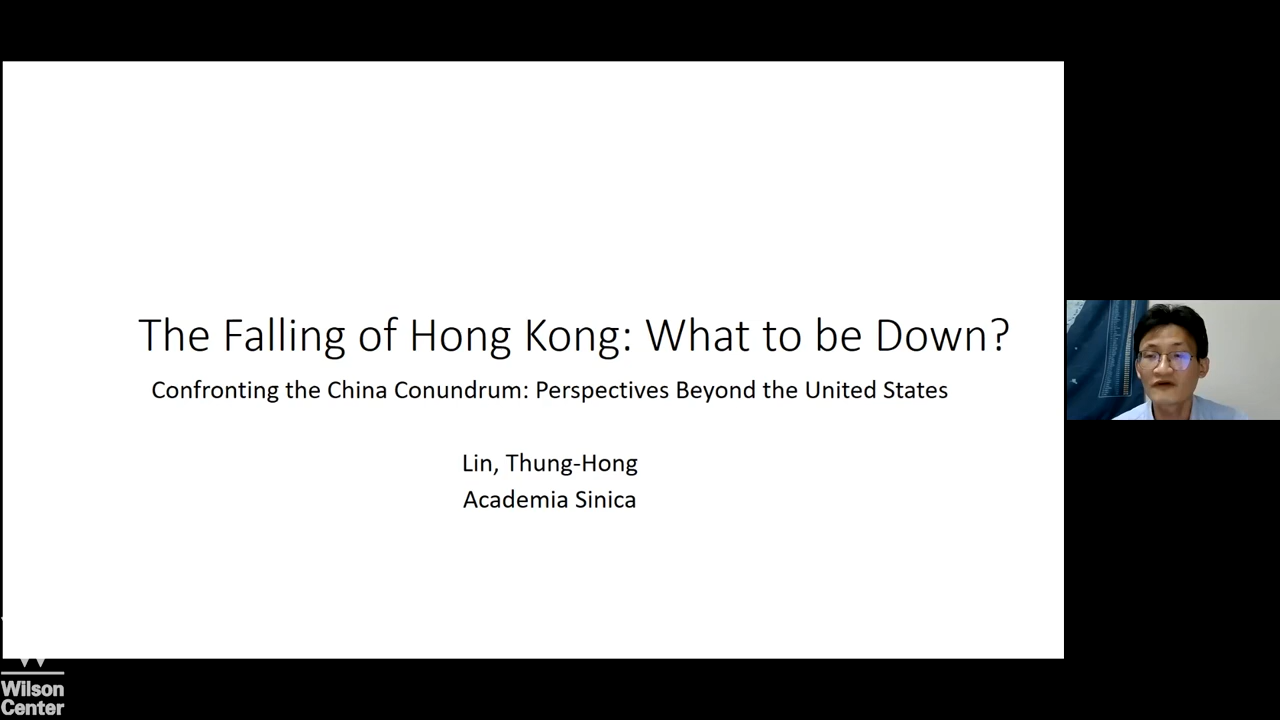 The Falling of Hong Kong: What to be Down?
Confronting the China Conundrum: Perspectives Beyond the United States
Lin, Thung-Hong
Academia Sinica
Wilson
Center